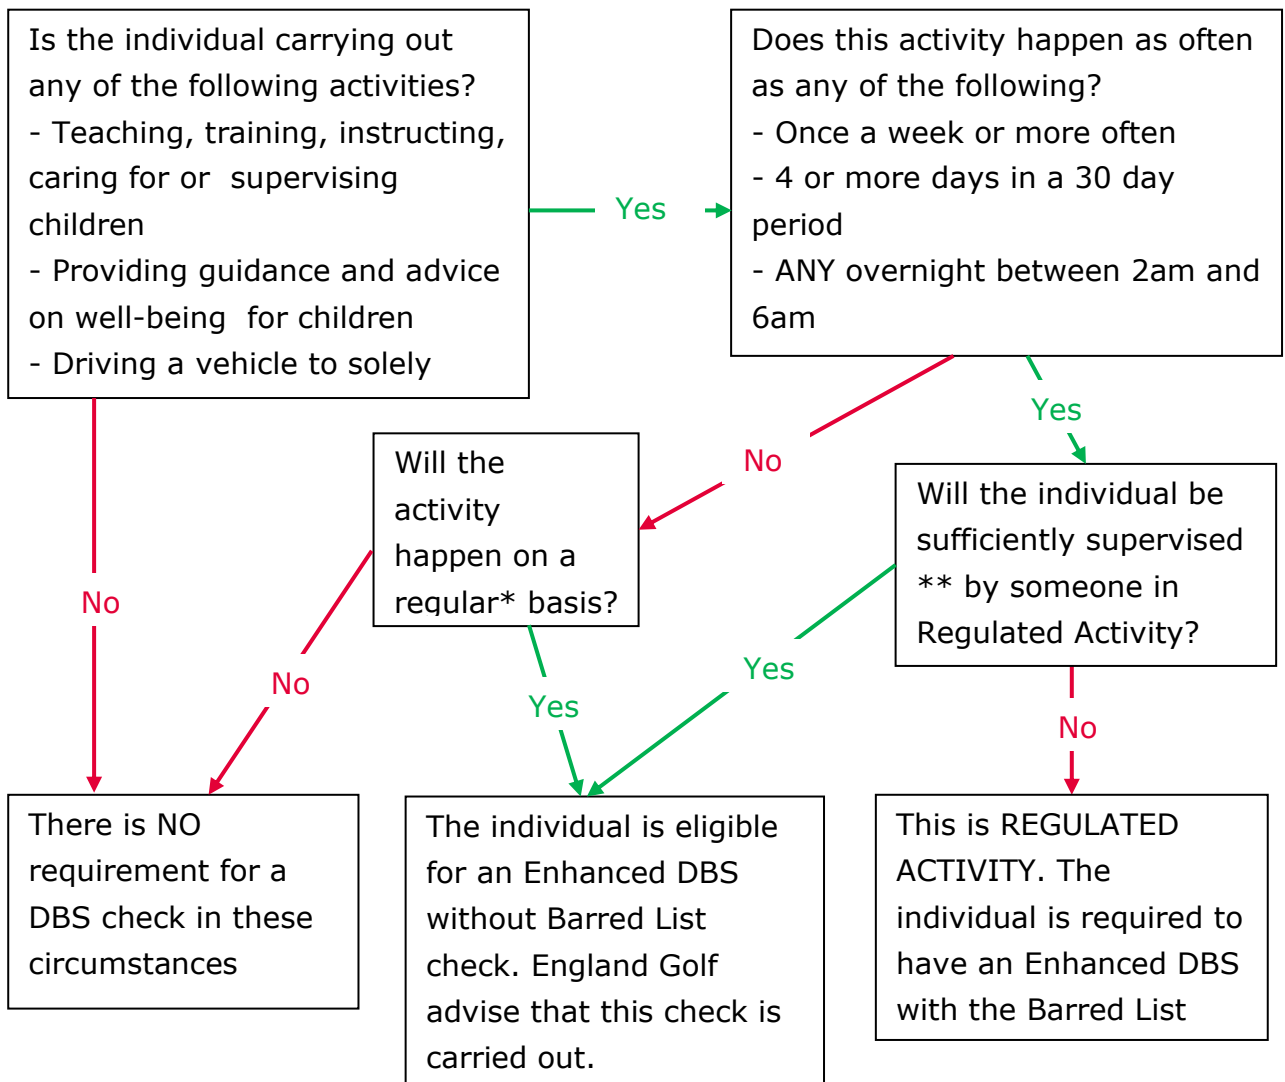 Is the individual carrying out
any of the following activities?
- Teaching, training, instructing,
caring for or supervising
children
- Providing guidance and advice
on well-being for children
- Driving a vehicle to solely
Yes
Does this activity happen as often
as any of the following?
- Once a week or more often
- 4 or more days in a 30 day
period
- ANY overnight between 2am and
6am
No
Yes
Will the
activity
happen on a
regular* basis?
Will the individual be
sufficiently supervised
** by someone in
Regulated Activity?
No
No
Yes
Yes
No
There is NO
requirement for a
DBS check in these
circumstances
The individual is eligible
for an Enhanced DBS
without Barred List
check. England Golf
advise that this check is
carried out.
This is REGULATED
ACTIVITY. The
individual is required to
have an Enhanced DBS
with the Barred List